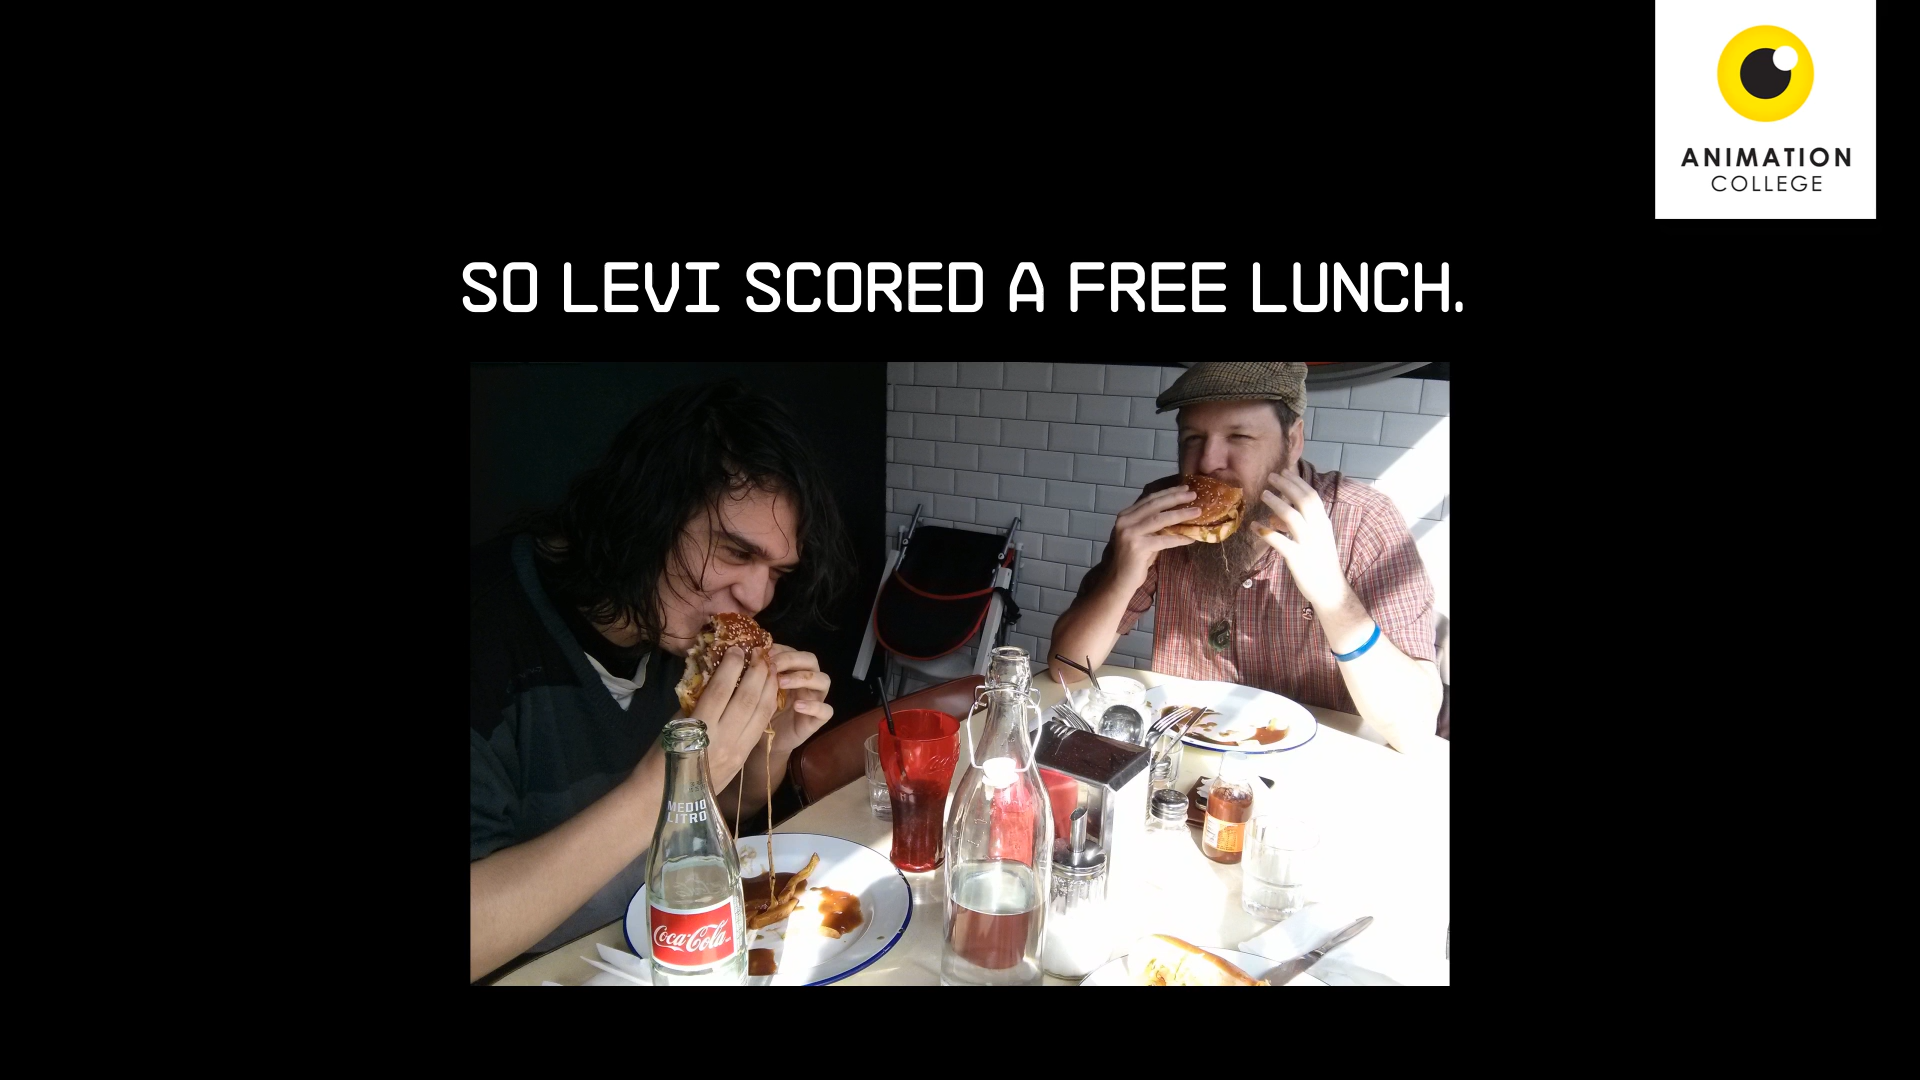 ANIMATION
COLLEGE
SO LEVI SCORED A FREE LUNCH.
MEDIO
LITRO
Coca-Cola